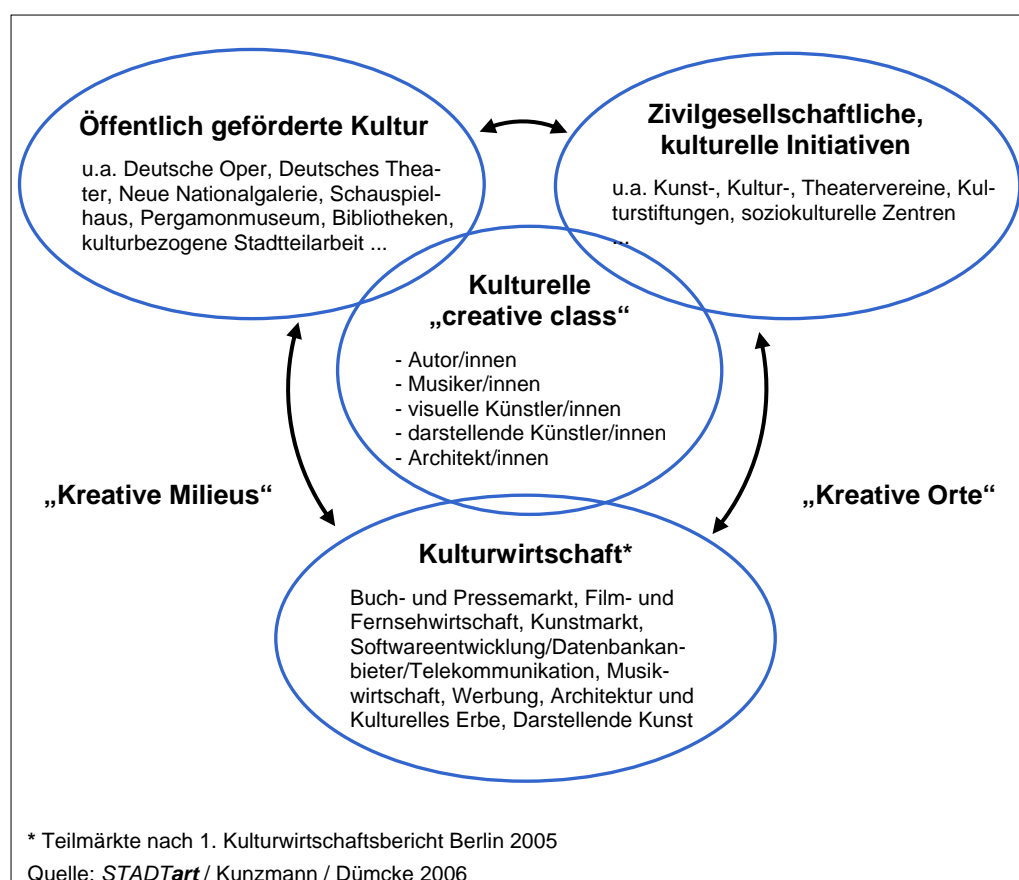 Öffentlich geförderte Kultur
u.a. Deutsche Oper, Deutsches Thea-
ter, Neue Nationalgalerie, Schauspiel-
haus, Pergamonmuseum, Bibliotheken,
kulturbezogene Stadtteilarbeit ...
Zivilgesellschaftliche,
kulturelle Initiativen
u.a. Kunst-, Kultur-, Theatervereine, Kul-
turstiftungen, soziokulturelle Zentren
...
Kulturelle
„creative class“
- Autor/innen
- Musiker/innen
- visuelle Künstler/innen
- darstellende Künstler/innen
- Architekt/innen
„Kreative Milieus“
„Kreative Orte“
Kulturwirtschaft*
Buch- und Pressemarkt, Film- und
Fernsehwirtschaft, Kunstmarkt,
Softwareentwicklung/Datenbankan-
bieter/Telekommunikation, Musik-
wirtschaft, Werbung, Architektur und
Kulturelles Erbe, Darstellende Kunst
* Teilmärkte nach 1. Kulturwirtschaftsbericht Berlin 2005
Quelle: STADTart / Kunzmann / Dümcke 2006